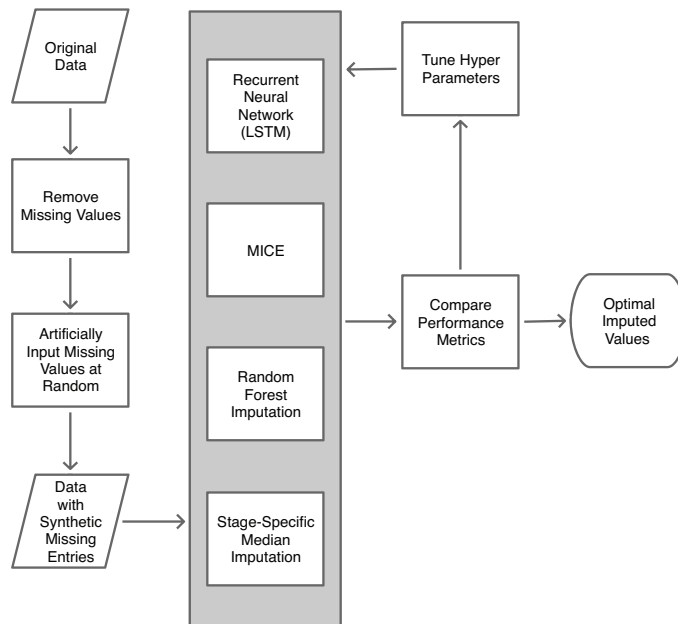 Original
Data
Remove
Missing Values
Artificially
Input Missing
Values at
Random
Data
with
Synthetic
Missing
Entries
Recurrent
Neural
Network
(LSTM)
MICE
Random
Forest
Imputation
Stage-Specific
Median
Imputation
Tune Hyper
Parameters
Compare
Performance
Metrics
Optimal
Imputed
Values